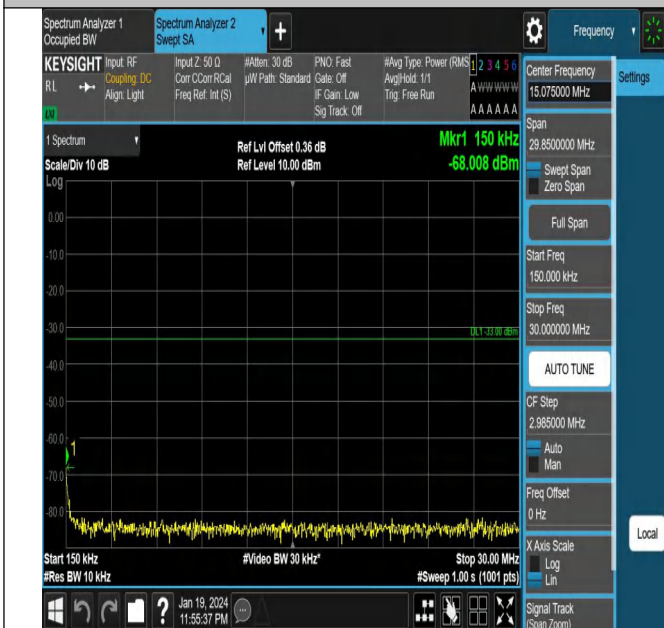 Spectrum Analyzer 1
Occupied BW
Spectrum Analyzer 2
Swept SA
+
Frequency
KEYSIGHT
RL
LXI
Input: RF
Coupling: DC
Align: Light
Input Z: 50 Ω
Corr CCorr RCal
Freq Ref: Int (S)
#Atten: 30 dB
µW Path: Standard
PNO: Fast
Gate: Off
IF Gain: Low
Sig Track: Off
#Avg Type: Power (RMS
Avg|Hold: 1/1
Trig: Free Run
1 2 3 4 5 6
A W W W W W
A A A A A A
1 Spectrum
Scale/Div 10 dB
Log
Ref Lvl Offset 0.36 dB
Ref Level 10.00 dBm
Mkr1 150 kHz
-68.008 dBm
0.00
-10.0
-20.0
-30.0
DL1 -33.00 dBm
-40.0
-50.0
-60.0
1
-70.0
-80.0
Start 150 kHz
#Res BW 10 kHz
#Video BW 30 kHz*
Stop 30.00 MHz
#Sweep 1.00 s (1001 pts)
Center Frequency
15.075000 MHz
Settings
Span
29.8500000 MHz
Swept Span
Zero Span
Full Span
Start Freq
150.000 kHz
Stop Freq
30.000000 MHz
AUTO TUNE
CF Step
2.985000 MHz
Auto
Man
Freq Offset
0 Hz
Local
X Axis Scale
Log
Lin
Signal Track
(Span Zoom)
?
Jan 19, 2024
11:55:37 PM